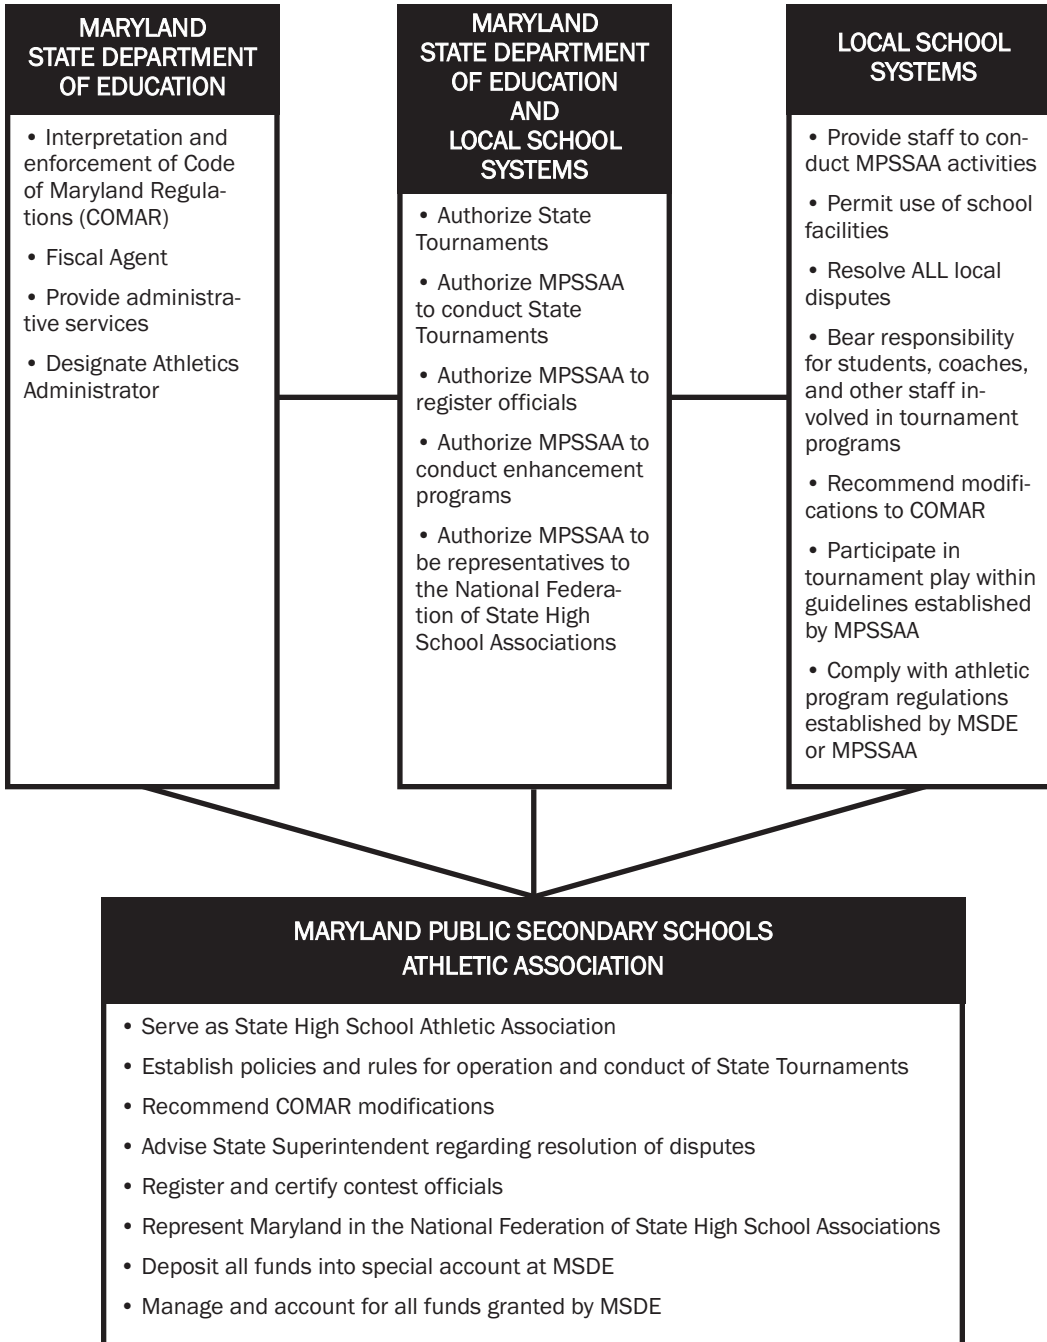 MARYLAND
STATE DEPARTMENT
OF EDUCATION
• Interpretation and
enforcement of Code
of Maryland Regula-
tions (COMAR)
• Fiscal Agent
• Provide administra-
tive services
• Designate Athletics
Administrator
MARYLAND
STATE DEPARTMENT
OF EDUCATION
AND
LOCAL SCHOOL
SYSTEMS
• Authorize State
Tournaments
• Authorize MPSSAA
to conduct State
Tournaments
• Authorize MPSSAA to
register officials
• Authorize MPSSAA to
conduct enhancement
programs
• Authorize MPSSAA to
be representatives to
the National Federa-
tion of State High
School Associations
LOCAL SCHOOL
SYSTEMS
• Provide staff to con-
duct MPSSAA activities
• Permit use of school
facilities
• Resolve ALL local
disputes
• Bear responsibility
for students, coaches,
and other staff in-
volved in tournament
programs
• Recommend modifi-
cations to COMAR
• Participate in
tournament play within
guidelines established
by MPSSAA
• Comply with athletic
program regulations
established by MSDE
or MPSSAA
MARYLAND PUBLIC SECONDARY SCHOOLS
ATHLETIC ASSOCIATION
• Serve as State High School Athletic Association
• Establish policies and rules for operation and conduct of State Tournaments
• Recommend COMAR modifications
• Advise State Superintendent regarding resolution of disputes
• Register and certify contest officials
• Represent Maryland in the National Federation of State High School Associations
• Deposit all funds into special account at MSDE
• Manage and account for all funds granted by MSDE